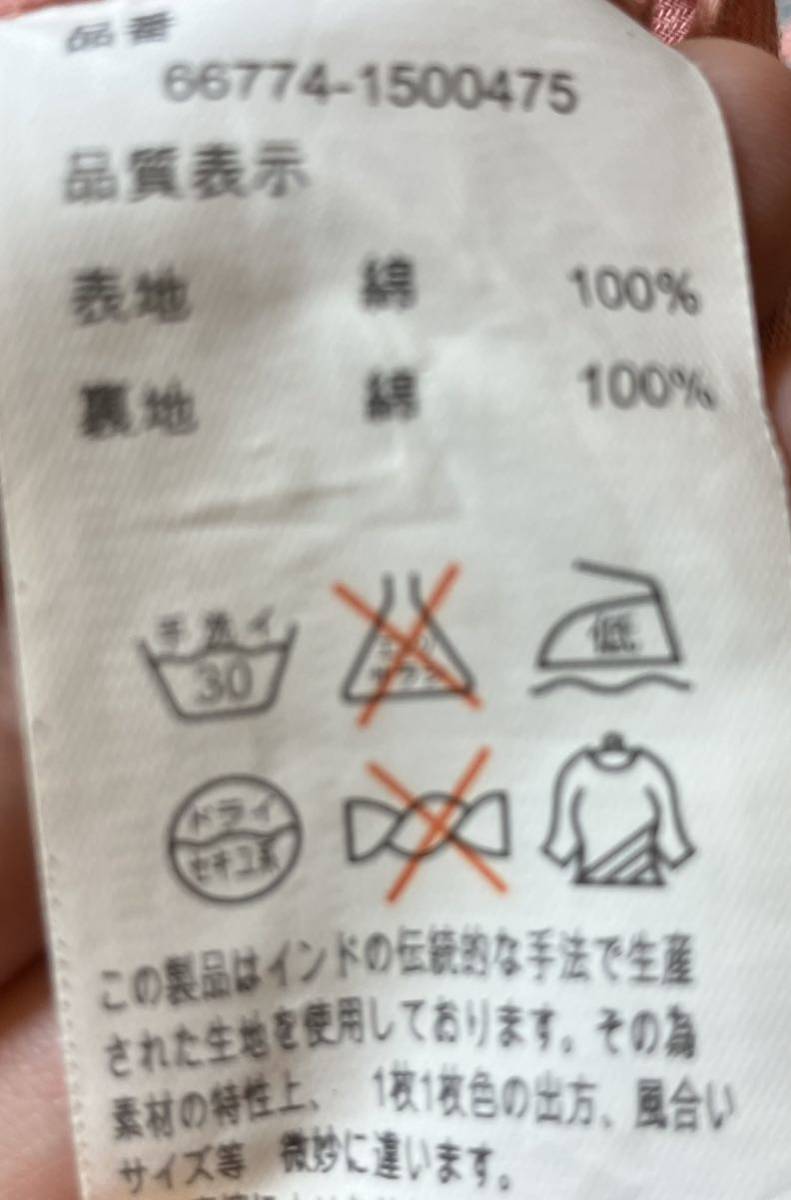 品番
66774-1500475
品質表示
表地 綿 100%
裏地 綿 100%
手洗イ
30
低
ドライ
セキユ系
この製品はインドの伝統的な手法で生産
された生地を使用しております。その為
素材の特性上、 1枚1枚色の出方、風合い
サイズ等 微妙に違います。